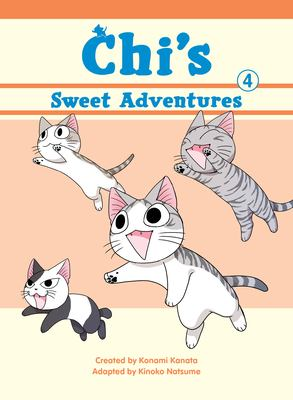 Chi's
Sweet Adventures
4
Created by Konami Kanata
Adapted by Kinoko Natsume